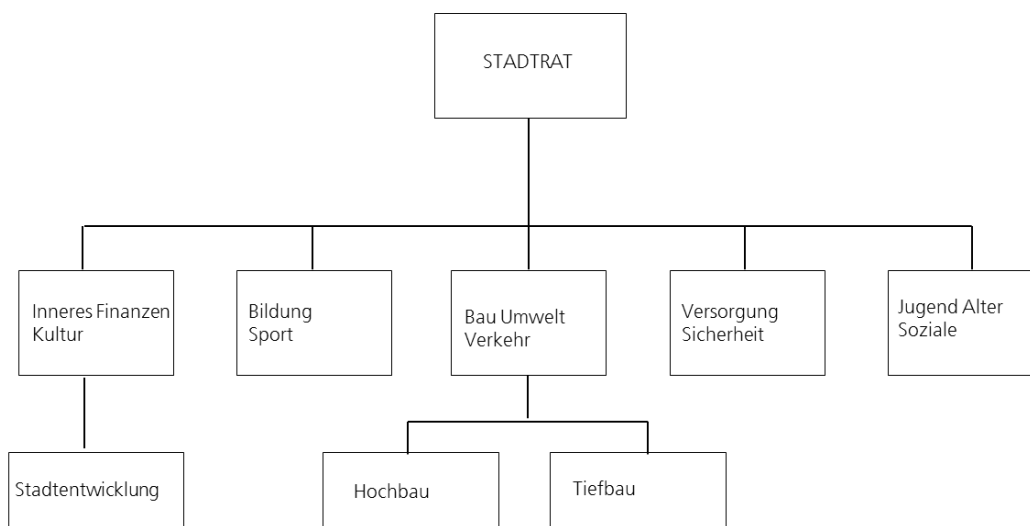 STADTRAT
Inneres Finanzen
Kultur
Bildung
Sport
Bau Umwelt
Verkehr
Versorgung
Sicherheit
Jugend Alter
Soziale
Stadtentwicklung
Hochbau
Tiefbau